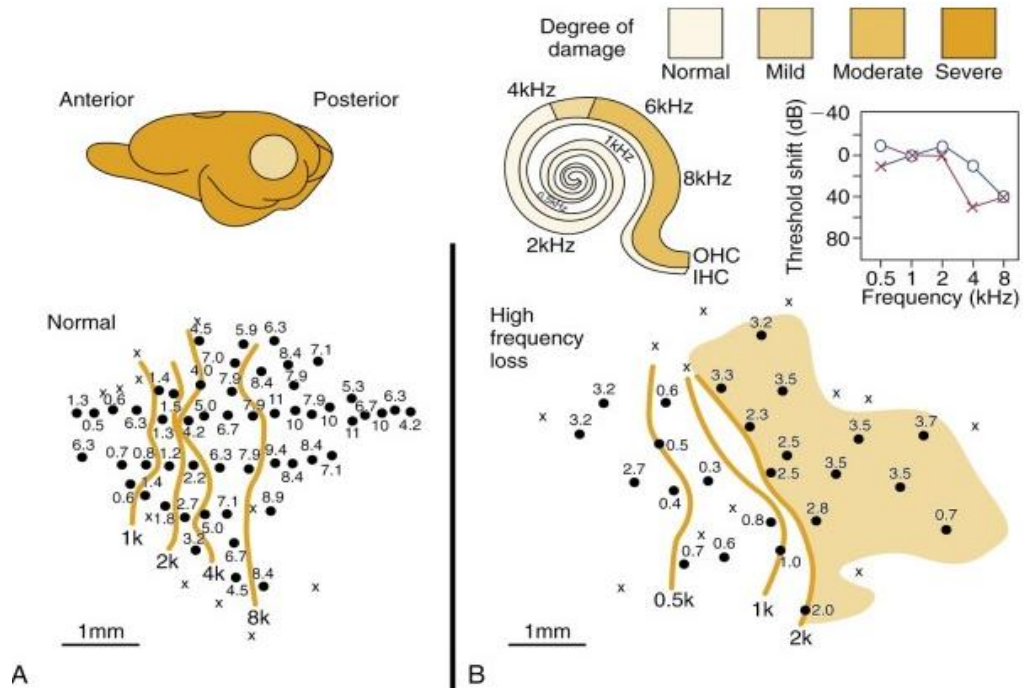 Degree of
damage
Normal Mild Moderate Severe
Anterior Posterior
4kHz 6kHz
1kHz
8kHz
2kHz
OHC
IHC
Threshold shift (dB)
−40
0
40
80
0.5 1 2 4 8
Frequency (kHz)
Normal
x
4.5 5.9 6.3
x
7.0 8.4 7.1
x x x 1.4 4.0 7.9 8.4 7.9
5.3
1.3 0.6 1.5 5.0 7.9 11 7.9 6.7 6.3
0.5 6.3 1.3 4.2 6.7 10 10 11 10 4.2
6.3 0.7 0.8 1.2 6.3 7.9 9.4 8.4
2.2 8.4 7.1
1.4
0.6 2.7 7.1 8.9
x 1.8 5.0 x
1k 3.2 6.7
2k 4k
4.5 8.4
x x x
8k
x
1mm
A
High
frequency
loss
x x
3.2
x
x
3.3 3.5
3.2 0.6 x x
x 3.2 2.3 3.5 3.7 x
0.5 2.5
2.7 0.3 2.5 3.5 3.5
0.4
x 0.8 2.8 0.7
x
0.7 0.6 1.0
x x
0.5k
1k 2.0
2k
1mm
B